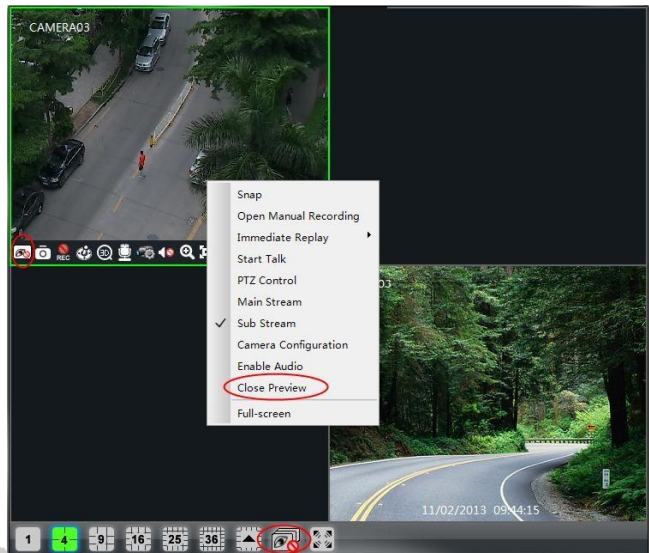 CAMERA03
Snap
Open Manual Recording
Immediate Replay
Start Talk
PTZ Control
Main Stream
Sub Stream
Camera Configuration
Enable Audio
Close Preview
Full-screen
REC
3D
03
11/02/2013 09:44:15
1
4
9
16
25
36